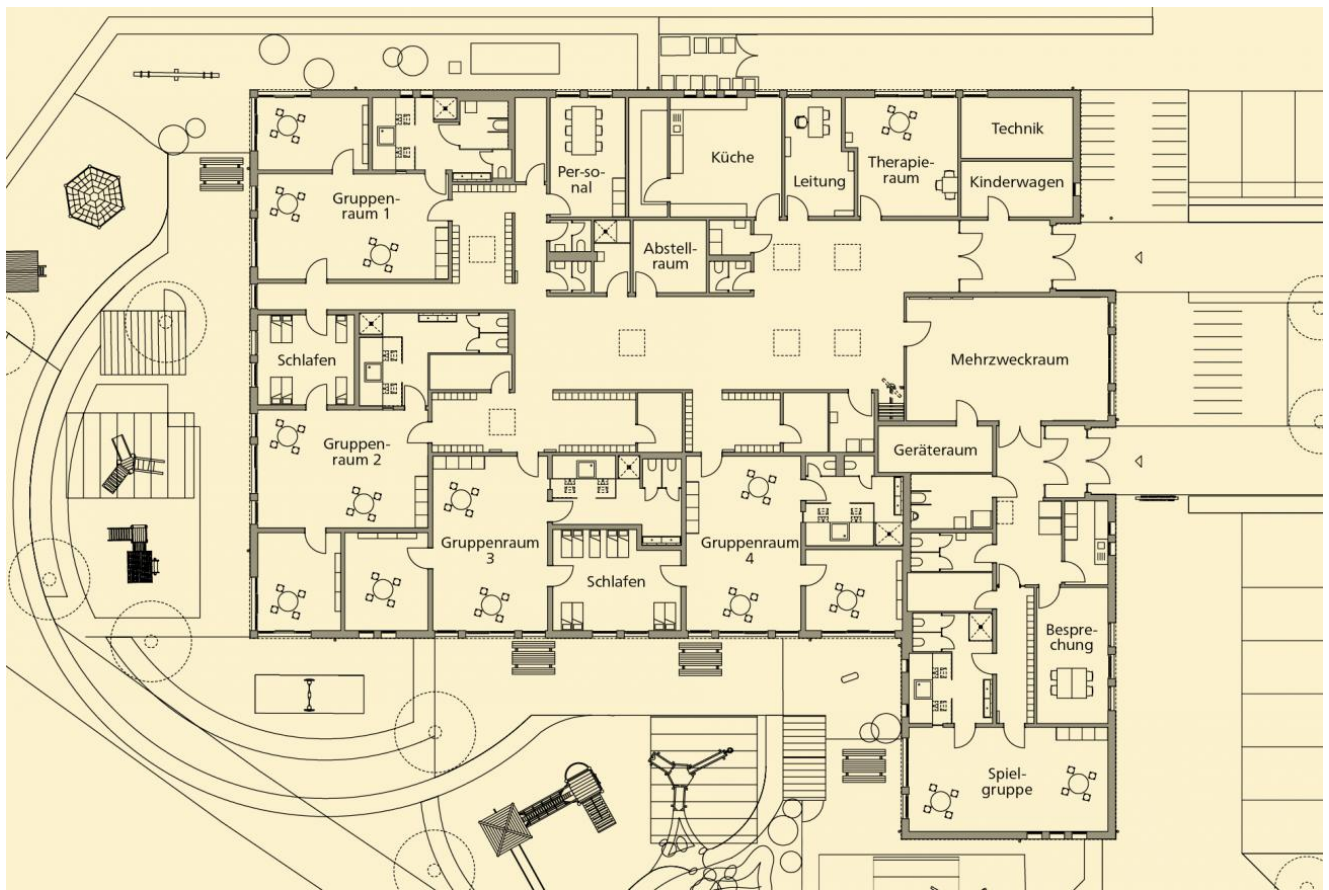 Technik
Küche
Per-so-
nal
Leitung
Therapie-
raum
Kinderwagen
Gruppen-
raum 1
Abstell-
raum
Schlafen
Mehrzweckraum
Gruppen-
raum 2
Geräteraum
Gruppenraum
3
Gruppenraum
4
Schlafen
Bespre-
chung
Spiel-
gruppe